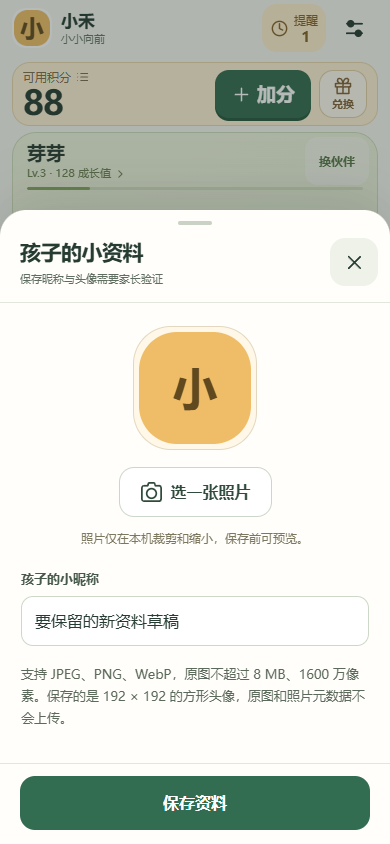 小
小禾
小小向前
提醒
1
可用积分
88
加分
兑换
芽芽
Lv.3 · 128 成长值
换伙伴
孩子的小资料
保存昵称与头像需要家长验证
小
选一张照片
照片仅在本机裁剪和缩小，保存前可预览。
孩子的小昵称
要保留的新资料草稿
支持 JPEG、PNG、WebP，原图不超过 8 MB、1600 万像
素。保存的是 192 × 192 的方形头像，原图和照片元数据不
会上传。
保存资料